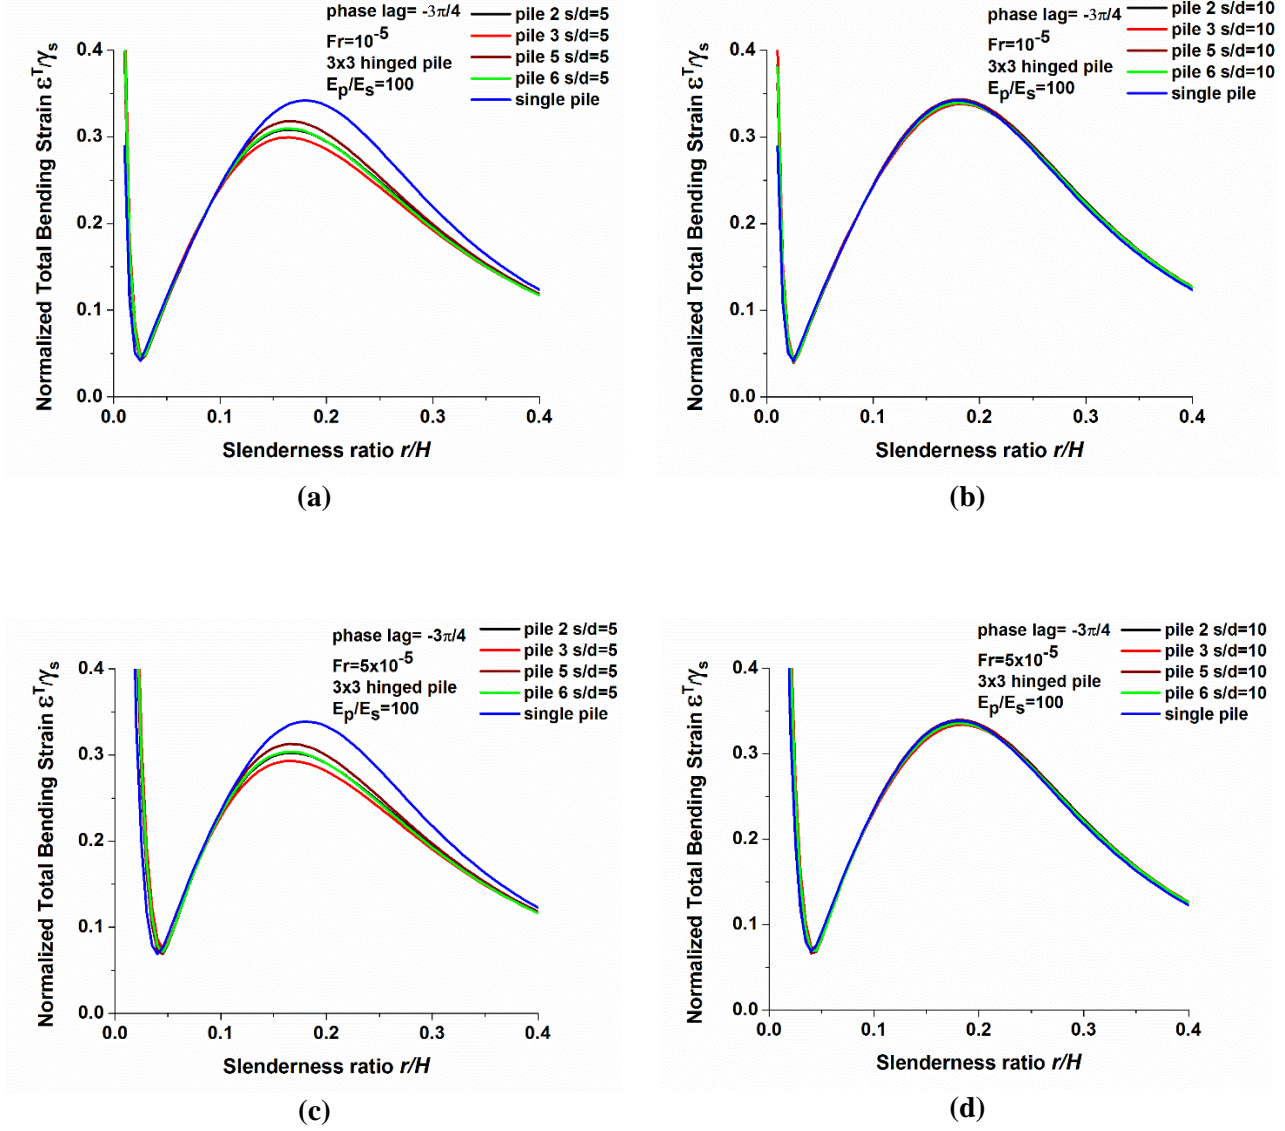 phase lag= -3π/4
Fr=10⁻⁵
3x3 hinged pile
Eₚ/Eₛ=100
pile 2 s/d=5
pile 3 s/d=5
pile 5 s/d=5
pile 6 s/d=5
single pile
Normalized Total Bending Strain εᵀ/γₛ
0.4
0.3
0.2
0.1
0.0
0.0 0.1 0.2 0.3 0.4
Slenderness ratio r/H
(a)
phase lag= -3π/4
Fr=10⁻⁵
3x3 hinged pile
Eₚ/Eₛ=100
pile 2 s/d=10
pile 3 s/d=10
pile 5 s/d=10
pile 6 s/d=10
single pile
Normalized Total Bending Strain εᵀ/γₛ
0.4
0.3
0.2
0.1
0.0
0.0 0.1 0.2 0.3 0.4
Slenderness ratio r/H
(b)
phase lag= -3π/4
Fr=5x10⁻⁵
3x3 hinged pile
Eₚ/Eₛ=100
pile 2 s/d=5
pile 3 s/d=5
pile 5 s/d=5
pile 6 s/d=5
single pile
Normalized Total Bending Strain εᵀ/γₛ
0.4
0.3
0.2
0.1
0.0
0.0 0.1 0.2 0.3 0.4
Slenderness ratio r/H
(c)
phase lag= -3π/4
Fr=5x10⁻⁵
3x3 hinged pile
Eₚ/Eₛ=100
pile 2 s/d=10
pile 3 s/d=10
pile 5 s/d=10
pile 6 s/d=10
single pile
Normalized Total Bending Strain εᵀ/γₛ
0.4
0.3
0.2
0.1
0.0
0.0 0.1 0.2 0.3 0.4
Slenderness ratio r/H
(d)